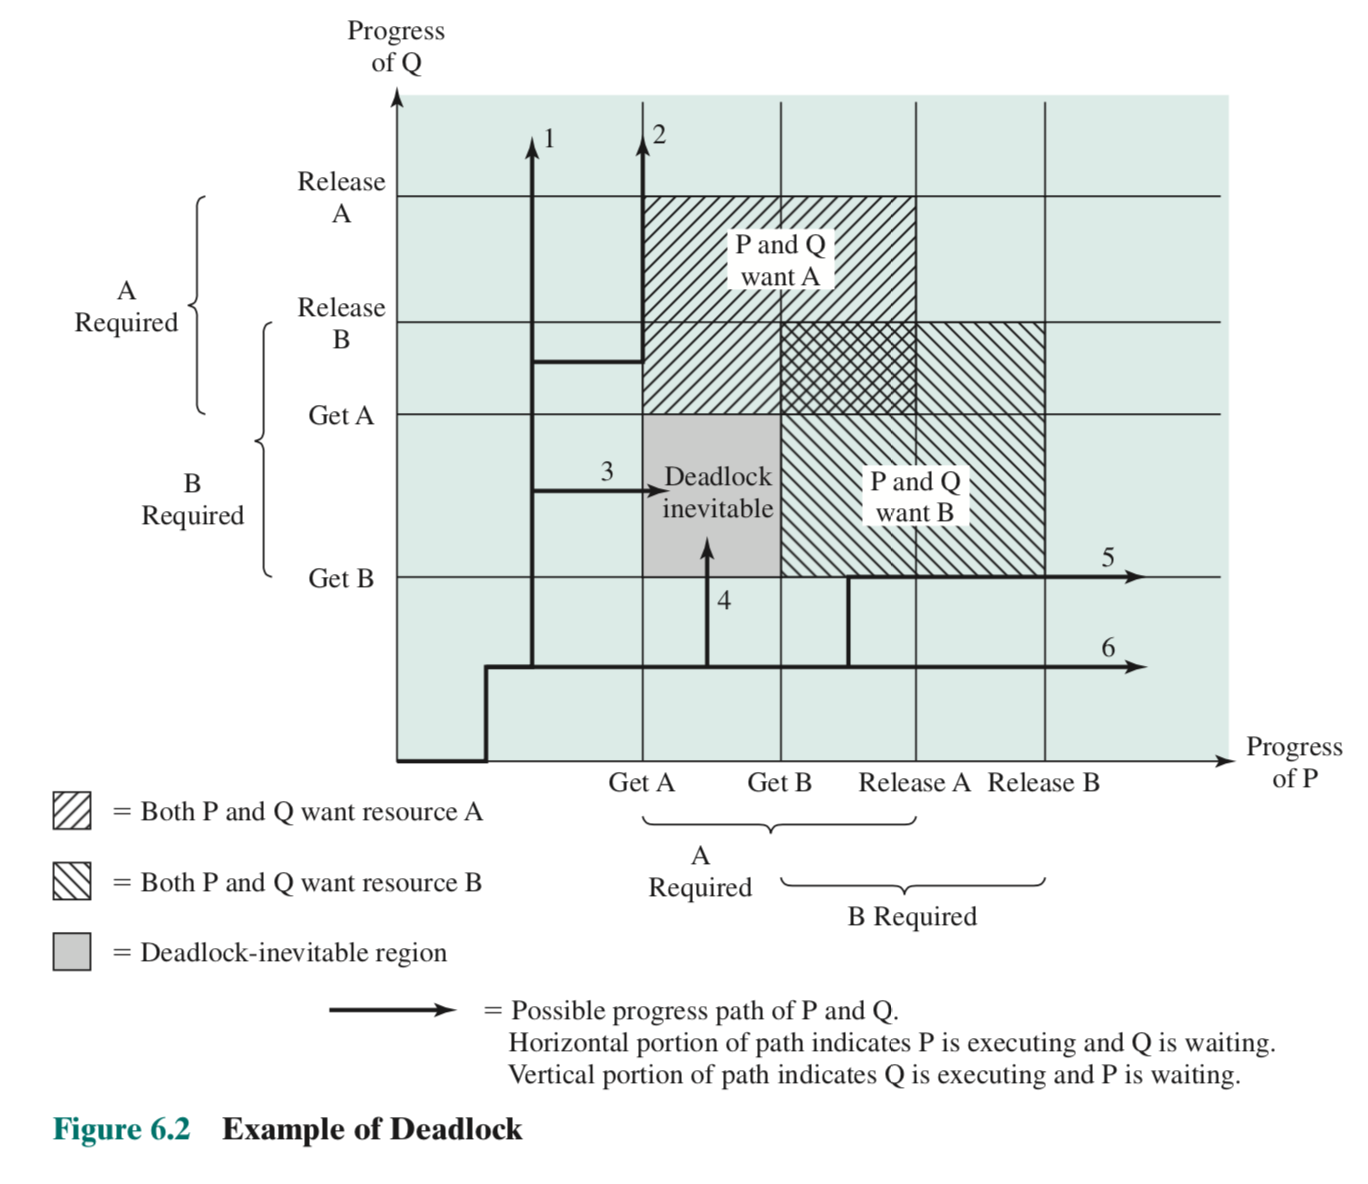 Progress
of Q
1
2
Release
A
P and Q
want A
A
Required
Release
B
Get A
3
Deadlock
inevitable
P and Q
want B
B
Required
Get B
4
5
6
Progress
of P
Get A
Get B
Release A
Release B
A
Required
B Required
= Both P and Q want resource A
= Both P and Q want resource B
= Deadlock-inevitable region
= Possible progress path of P and Q.
Horizontal portion of path indicates P is executing and Q is waiting.
Vertical portion of path indicates Q is executing and P is waiting.
Figure 6.2 Example of Deadlock